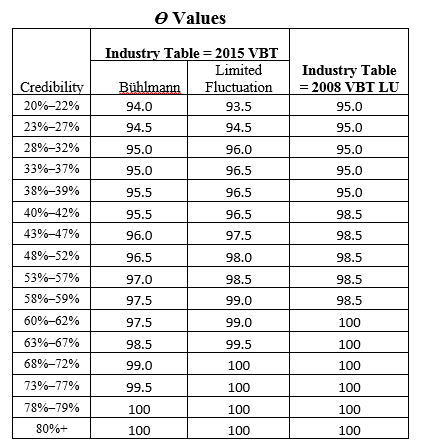 ϴ Values
Industry Table = 2015 VBT
Limited Industry Table
Credibility Bühlmann Fluctuation = 2008 VBT LU
20%–22% 94.0 93.5 95.0
23%–27% 94.5 94.5 95.0
28%–32% 95.0 96.0 95.0
33%–37% 95.0 96.5 95.0
38%–39% 95.5 96.5 95.0
40%–42% 95.5 96.5 98.5
43%–47% 96.0 97.5 98.5
48%–52% 96.5 98.0 98.5
53%–57% 97.0 98.5 98.5
58%–59% 97.5 99.0 98.5
60%–62% 97.5 99.0 100
63%–67% 98.5 99.5 100
68%–72% 99.0 100 100
73%–77% 99.5 100 100
78%–79% 100 100 100
80%+ 100 100 100